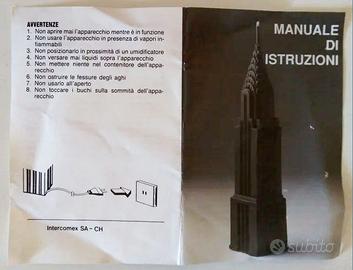 AVVERTENZE
1. Non aprire mai l'apparecchio mentre è in funzione
2. Non usare l'apparecchio in presenza di vapori in-
fiammabili
3. Non posizionarlo in prossimità di un umidificatore
4. Non versare mai liquidi sopra l'apparecchio
5. Non mettere niente nel contenitore dell'appa-
recchio
6. Non ostruire le fessure degli aghi
7. Non usarlo all'aperto
8. Non toccare i buchi sulla sommità dell'appa-
recchio
Intercomex SA - CH
MANUALE
DI
ISTRUZIONI
subito